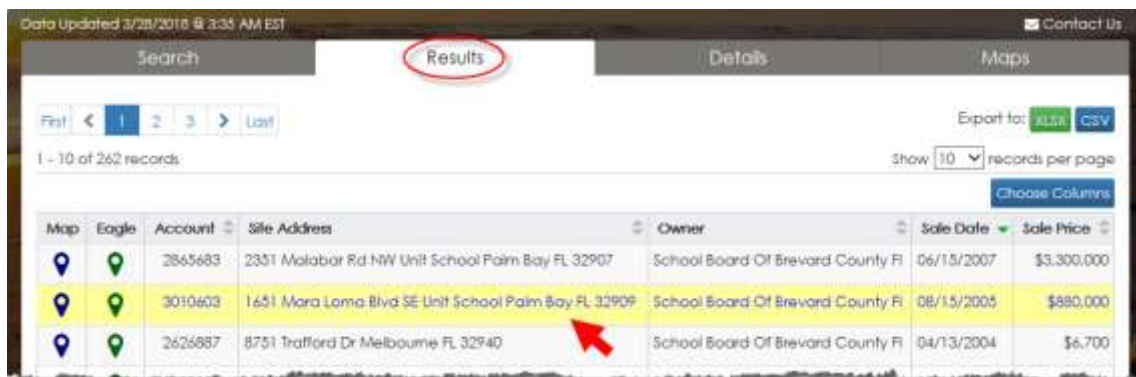 Data Updated 3/28/2018 @ 3:35 AM EST Contact Us
Search Results Details Maps
First 1 2 3 Last Export to: XLSX CSV
1 - 10 of 262 records Show 10 records per page
Choose Columns
Map Eagle Account Site Address Owner Sale Date Sale Price
2865683 2351 Malabar Rd NW Unit School Palm Bay FL 32907 School Board Of Brevard County Fl 06/15/2007 $3,300,000
3010603 1651 Mara Loma Blvd SE Unit School Palm Bay FL 32909 School Board Of Brevard County Fl 08/15/2005 $880,000
2626887 8751 Trafford Dr Melbourne FL 32940 School Board Of Brevard County Fl 04/13/2004 $6,700